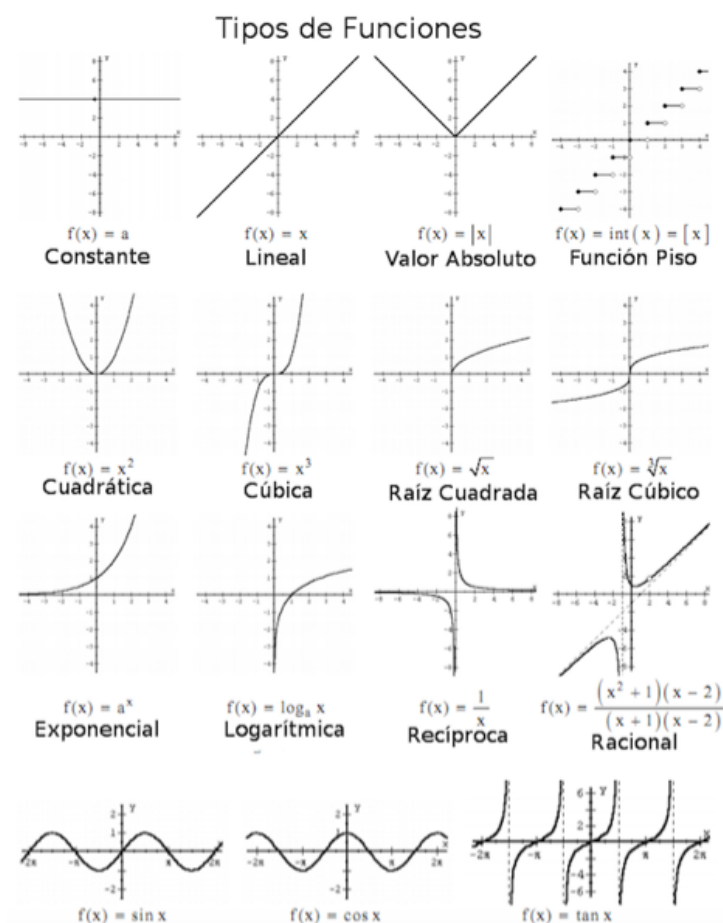 Tipos de Funciones
f(x) = a
Constante
f(x) = x
Lineal
f(x) = |x|
Valor Absoluto
f(x) = int(x) = [x]
Función Piso
f(x) = x²
Cuadrática
f(x) = x³
Cúbica
f(x) = √x
Raíz Cuadrada
f(x) = ∛x
Raíz Cúbico
f(x) = aˣ
Exponencial
f(x) = logₐ x
Logarítmica
f(x) = 1/x
Recíproca
f(x) = (x² + 1)(x − 2) / (x + 1)(x − 2)
Racional
f(x) = sin x
f(x) = cos x
f(x) = tan x